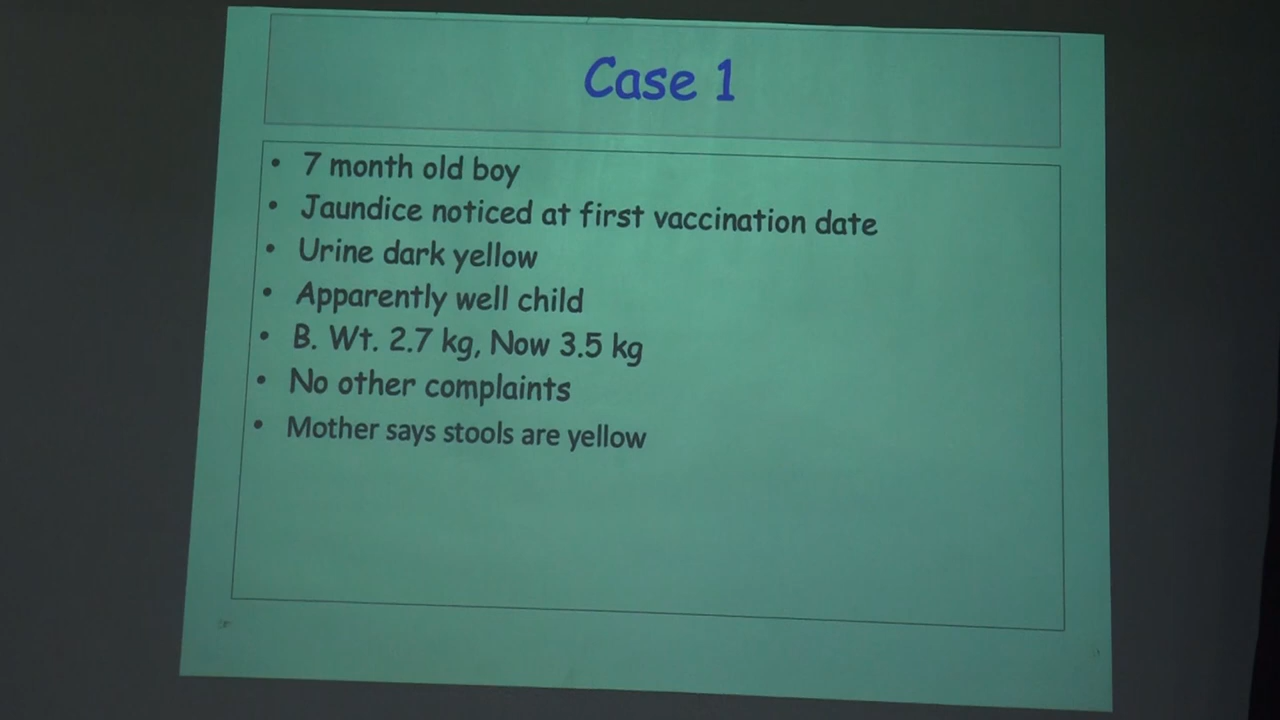 Case 1
• 7 month old boy
• Jaundice noticed at first vaccination date
• Urine dark yellow
• Apparently well child
• B. Wt. 2.7 kg, Now 3.5 kg
• No other complaints
• Mother says stools are yellow